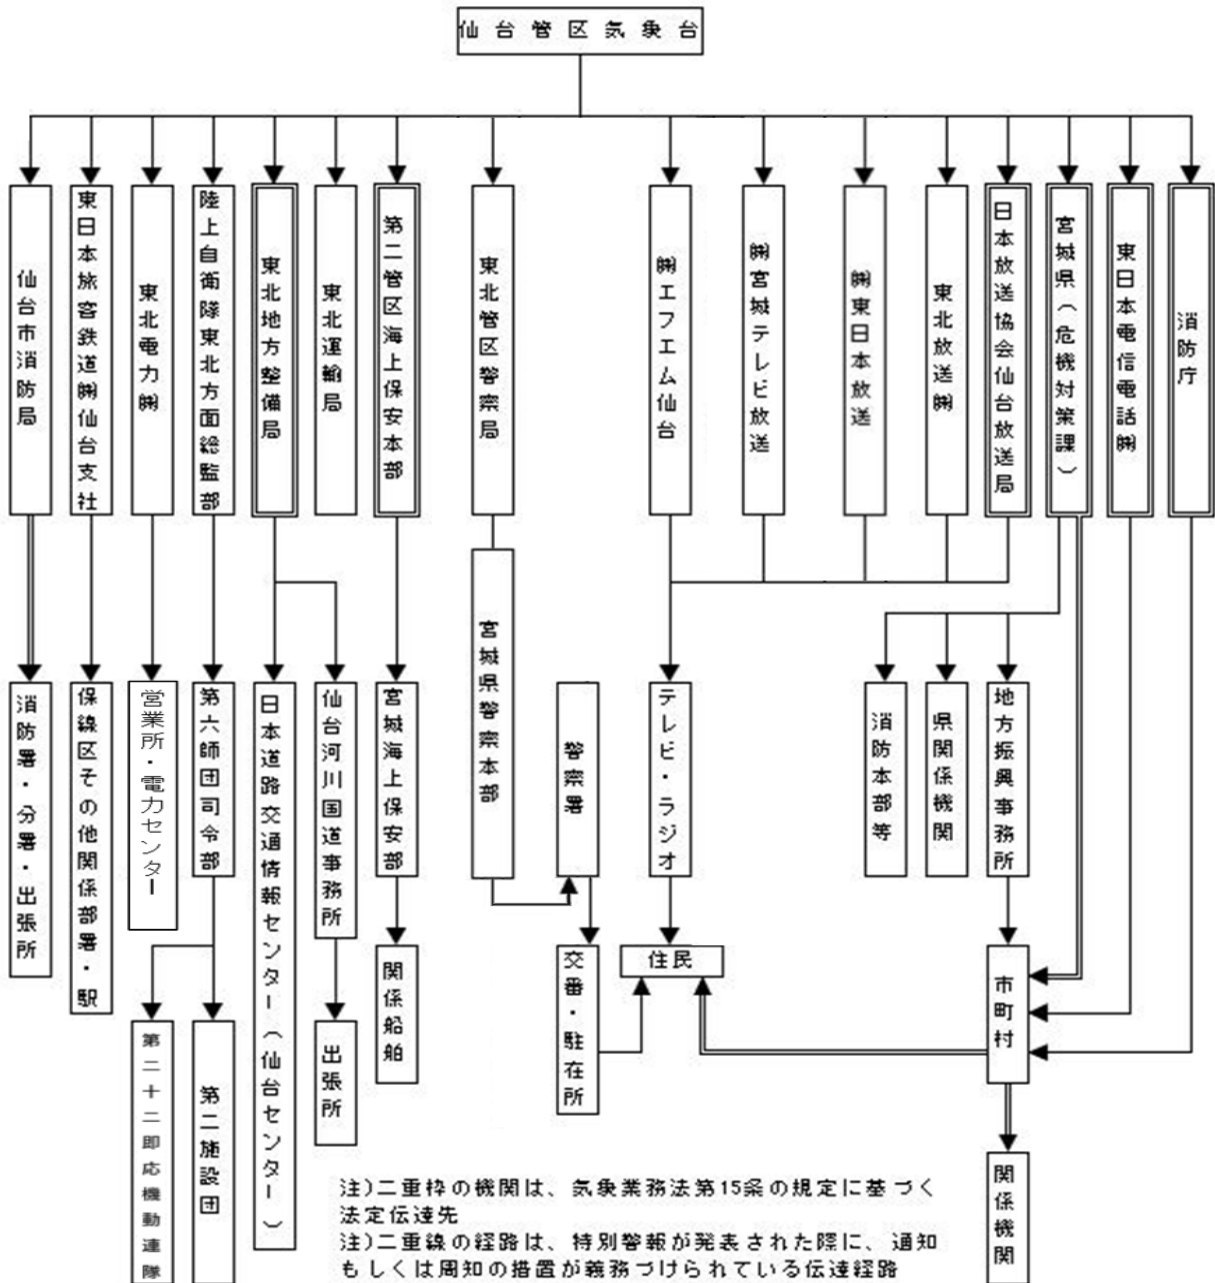 仙台管区気象台
仙台市消防局
東日本旅客鉄道㈱仙台支社
東北電力㈱
陸上自衛隊東北方面総監部
東北地方整備局
東北運輸局
第二管区海上保安本部
東北管区警察局
㈱エフエム仙台
㈱宮城テレビ放送
㈱東日本放送
東北放送㈱
日本放送協会仙台放送局
宮城県(危機対策課)
東日本電信電話㈱
消防庁
宮城県警察本部
消防署・分署・出張所
保線区その他関係部署・駅
営業所・電力センター
第六師団司令部
日本道路交通情報センター(仙台センター)
仙台河川国道事務所
宮城海上保安部
警察署
テレビ・ラジオ
消防本部等
県関係機関
地方振興事務所
関係船舶
交番・駐在所
住民
市町村
第二十二即応機動連隊
第二施設団
出張所
関係機関
注)二重枠の機関は、気象業務法第15条の規定に基づく
法定伝達先
注)二重線の経路は、特別警報が発表された際に、通知
もしくは周知の措置が義務づけられている伝達経路